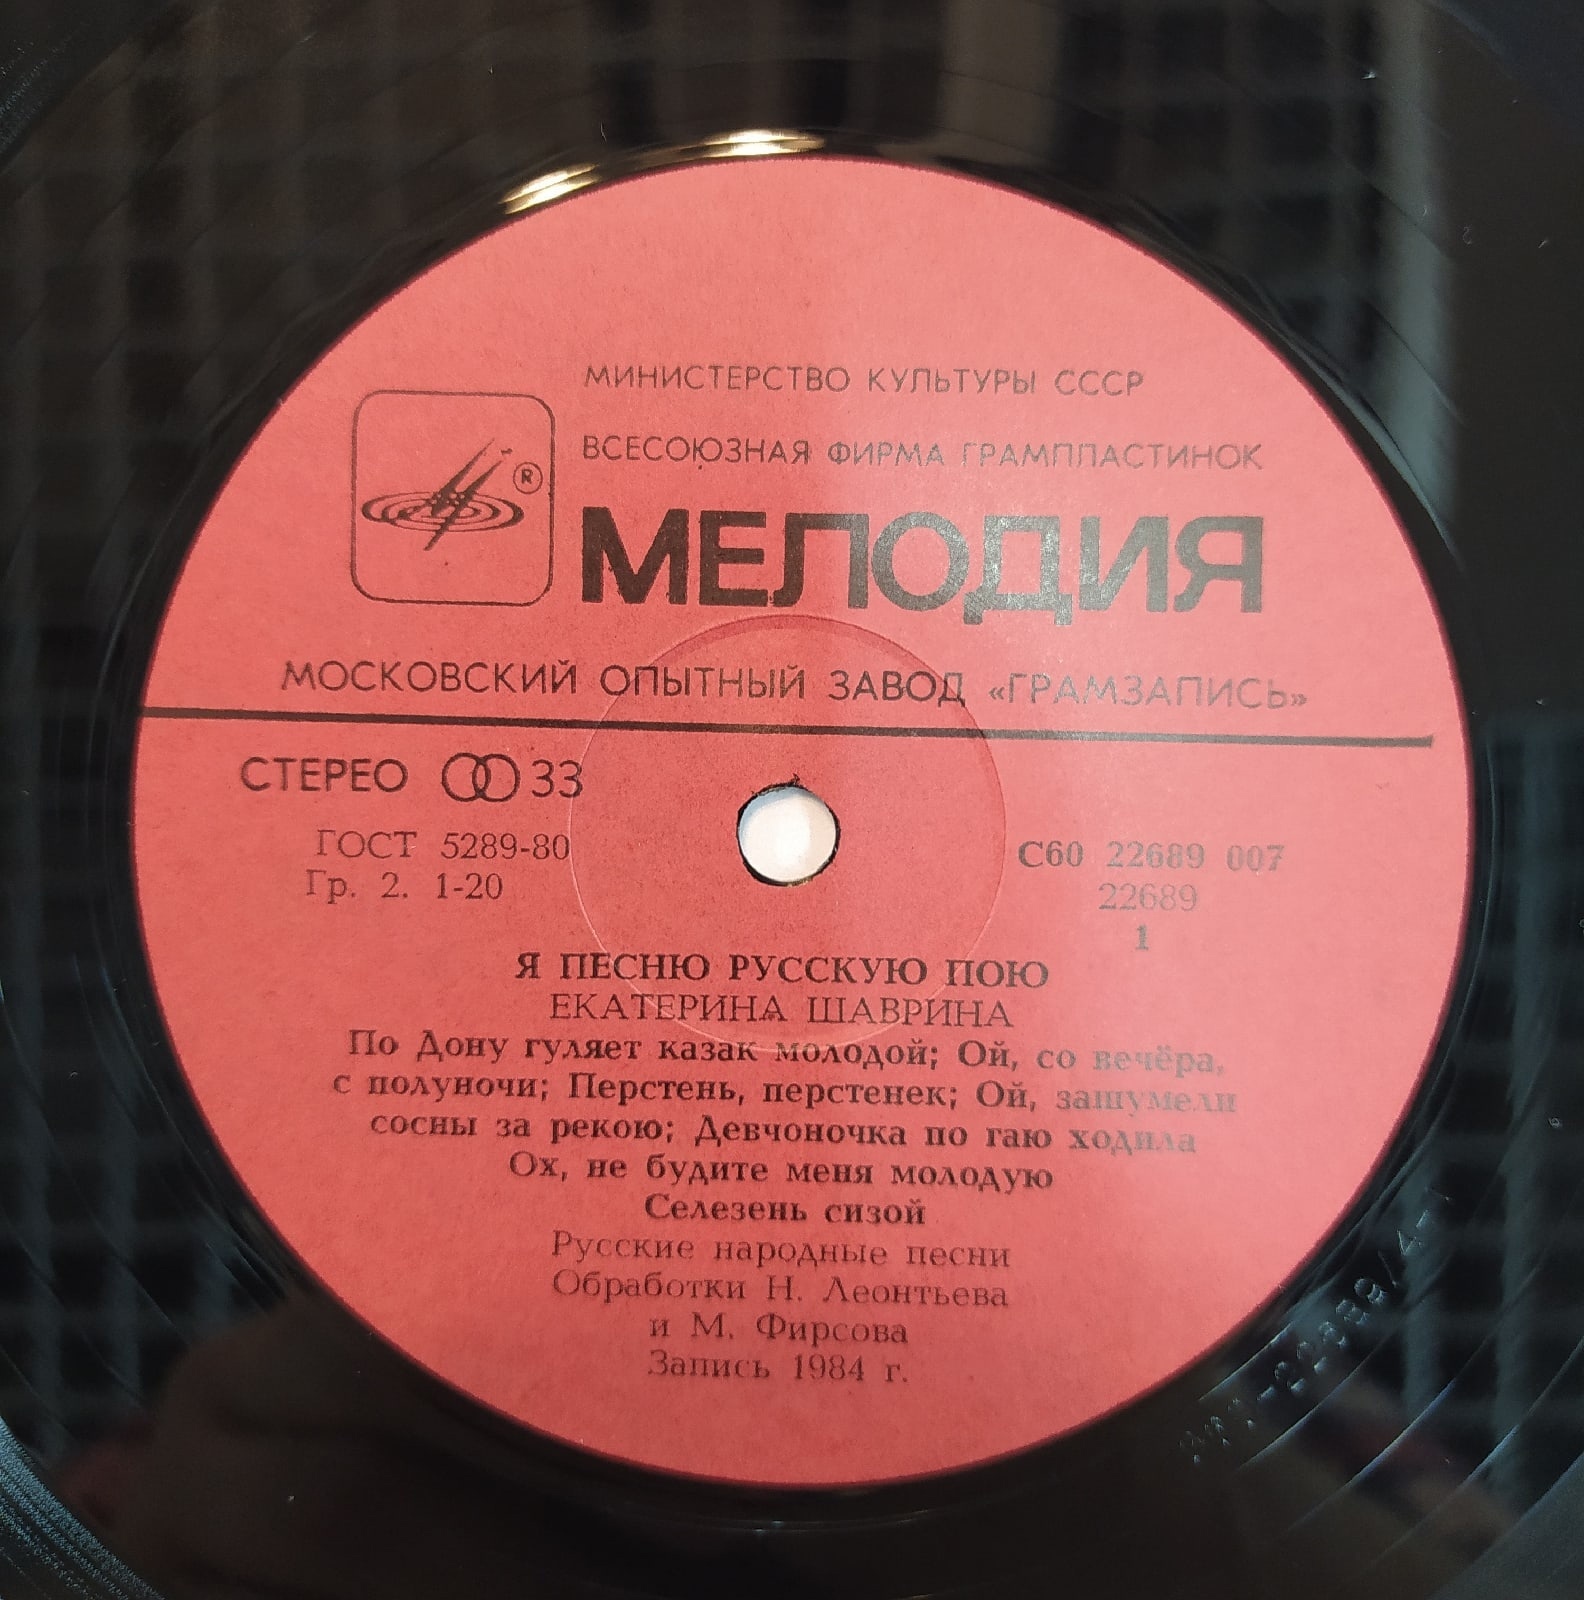 МИНИСТЕРСТВО КУЛЬТУРЫ СССР
ВСЕСОЮЗНАЯ ФИРМА ГРАМПЛАСТИНОК
®
МЕЛОДИЯ
МОСКОВСКИЙ ОПЫТНЫЙ ЗАВОД «ГРАМЗАПИСЬ»
СТЕРЕО 33
ГОСТ 5289-80
Гр. 2. 1-20
С60 22689 007
22689
1
Я ПЕСНЮ РУССКУЮ ПОЮ
ЕКАТЕРИНА ШАВРИНА
По Дону гуляет казак молодой; Ой, со вечёра,
с полуночи; Перстень, перстенек; Ой, зашумели
сосны за рекою; Девчоночка по гаю ходила
Ох, не будите меня молодую
Селезень сизой
Русские народные песни
Обработки Н. Леонтьева
и М. Фирсова
Запись 1984 г.